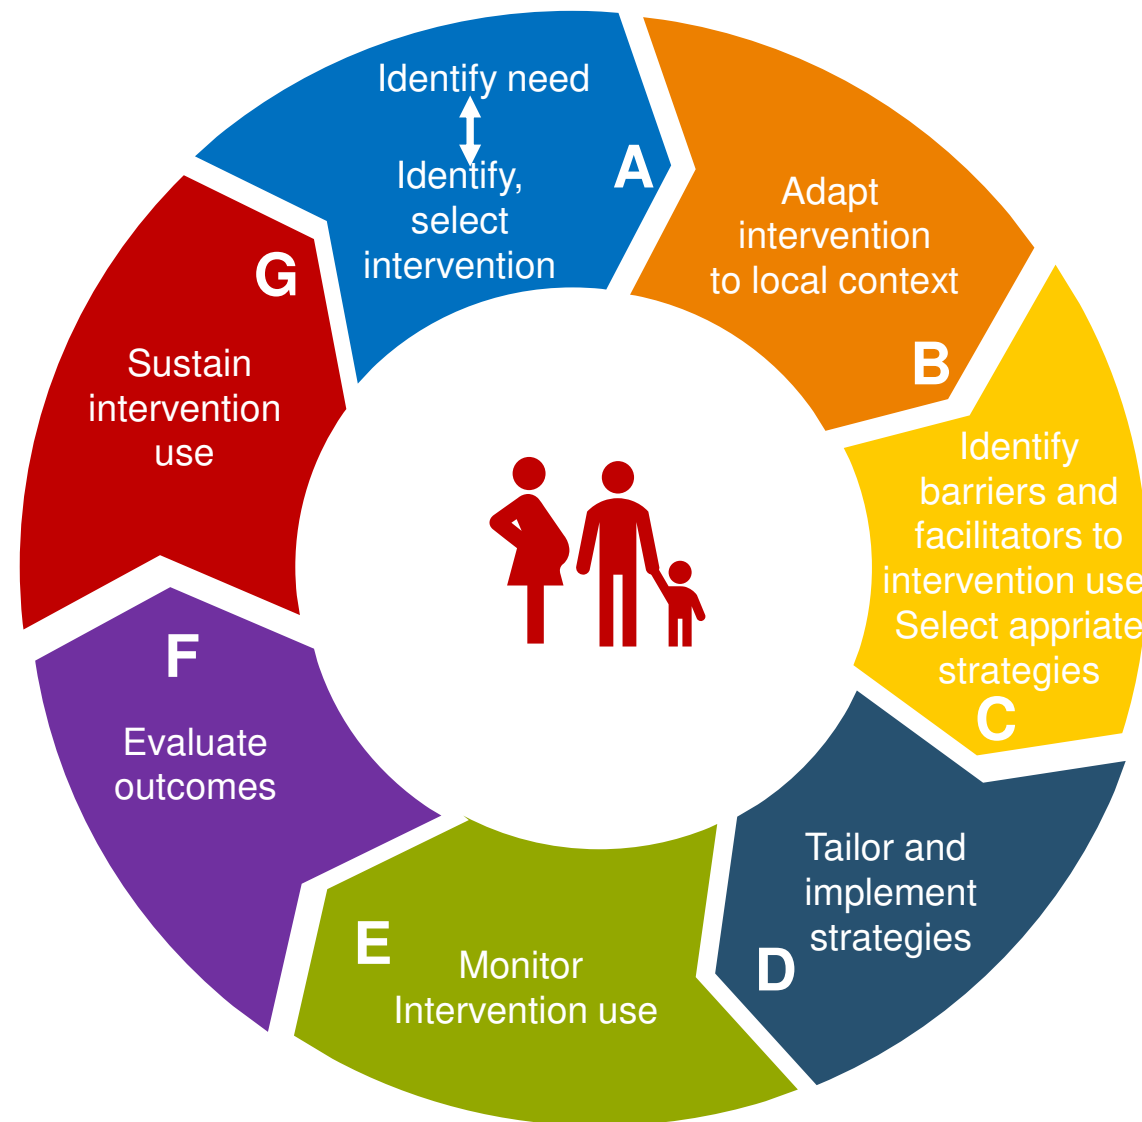 Identify need
Identify,
select
intervention
A
Adapt
intervention
to local context
B
Identify
barriers and
facilitators to
intervention use
Select appriate
strategies
C
Tailor and
implement
strategies
D
E
Monitor
Intervention use
F
Evaluate
outcomes
G
Sustain
intervention
use